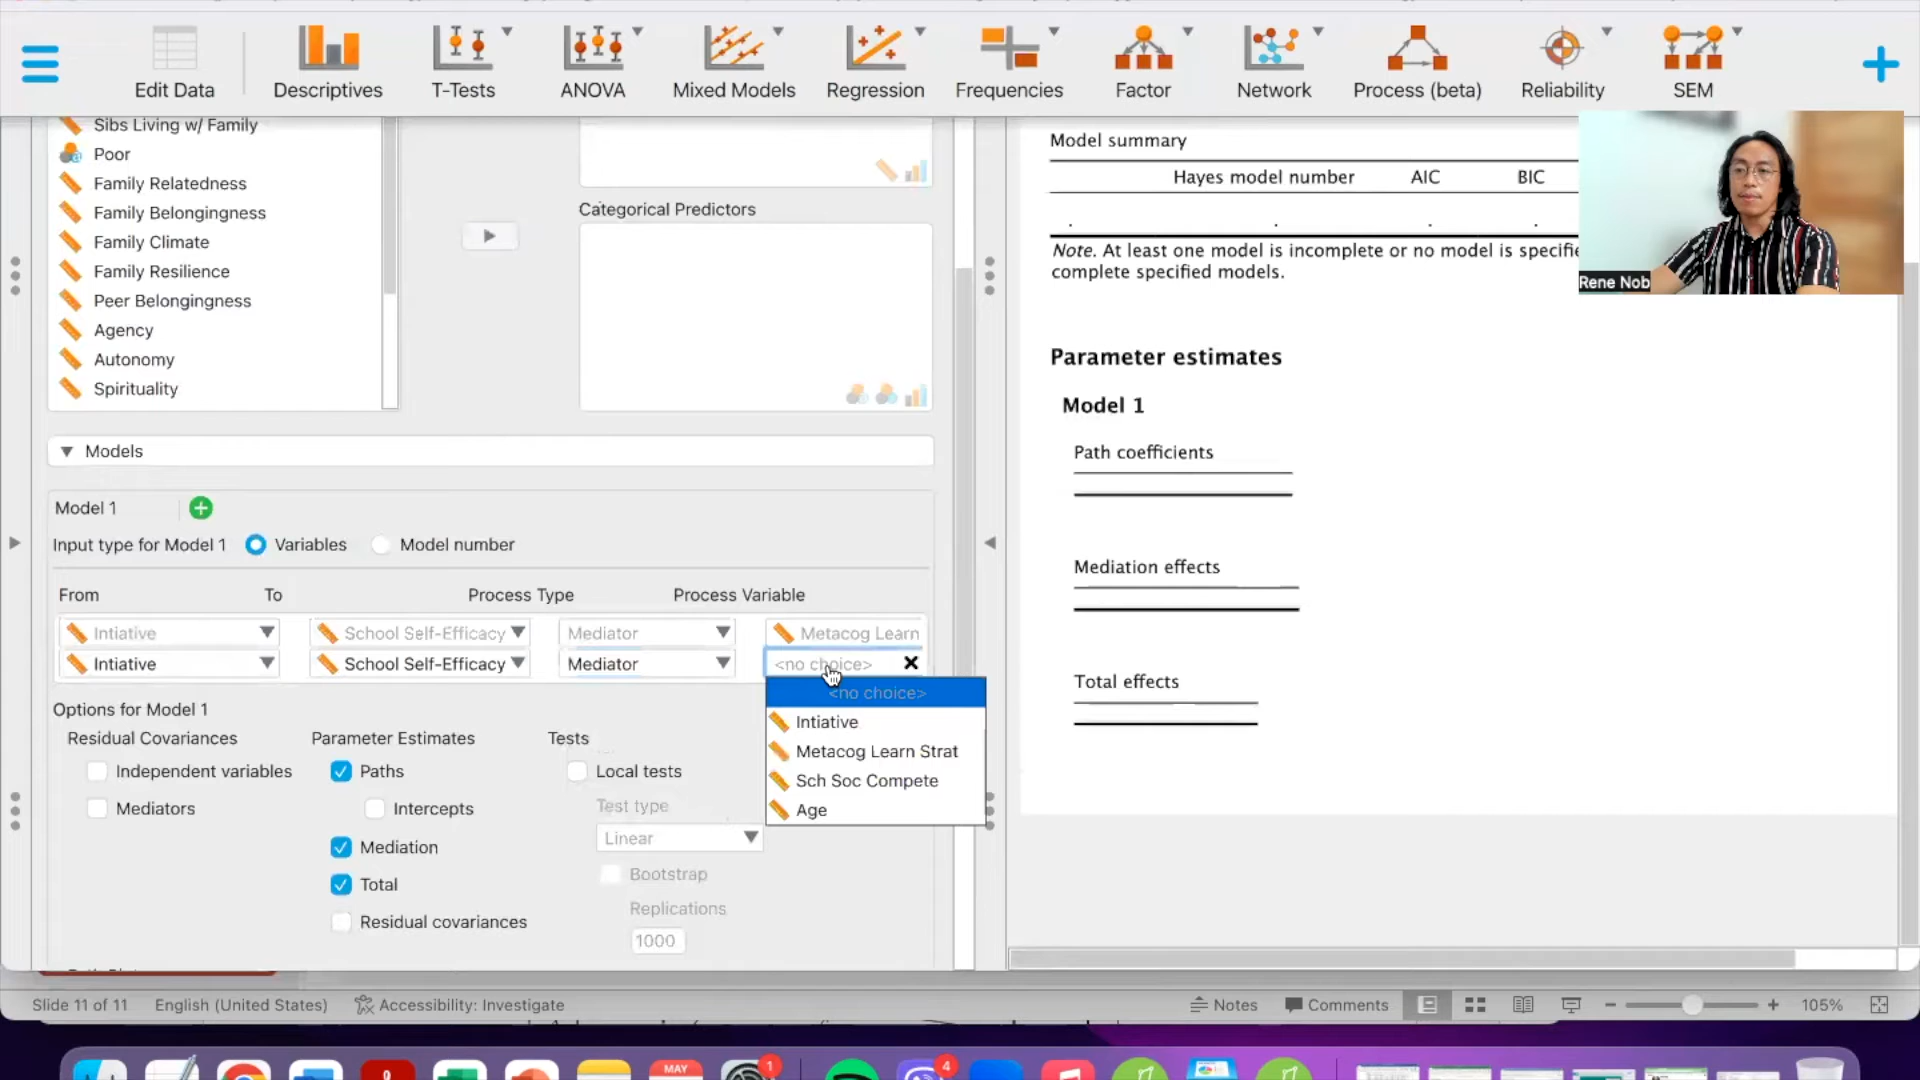 Edit Data
Descriptives
T-Tests
ANOVA
Mixed Models
Regression
Frequencies
Factor
Network
Process (beta)
Reliability
SEM
Sibs Living w/ Family
Poor
Family Relatedness
Family Belongingness
Family Climate
Family Resilience
Peer Belongingness
Agency
Autonomy
Spirituality
Categorical Predictors
Models
Model 1
Input type for Model 1 Variables Model number
From To Process Type Process Variable
Intiative School Self-Efficacy Mediator Metacog Learn
Intiative School Self-Efficacy Mediator <no choice>
<no choice>
Intiative
Metacog Learn Strat
Sch Soc Compete
Age
Options for Model 1
Residual Covariances Parameter Estimates Tests
Independent variables Paths Local tests
Mediators Intercepts Test type
Linear
Mediation
Bootstrap
Total
Replications
Residual covariances
1000
Model summary
Hayes model number AIC BIC
Note. At least one model is incomplete or no model is specifie
complete specified models.
Parameter estimates
Model 1
Path coefficients
Mediation effects
Total effects
Rene Nob
Slide 11 of 11 English (United States) Accessibility: Investigate Notes Comments 105%
MAY
1
4